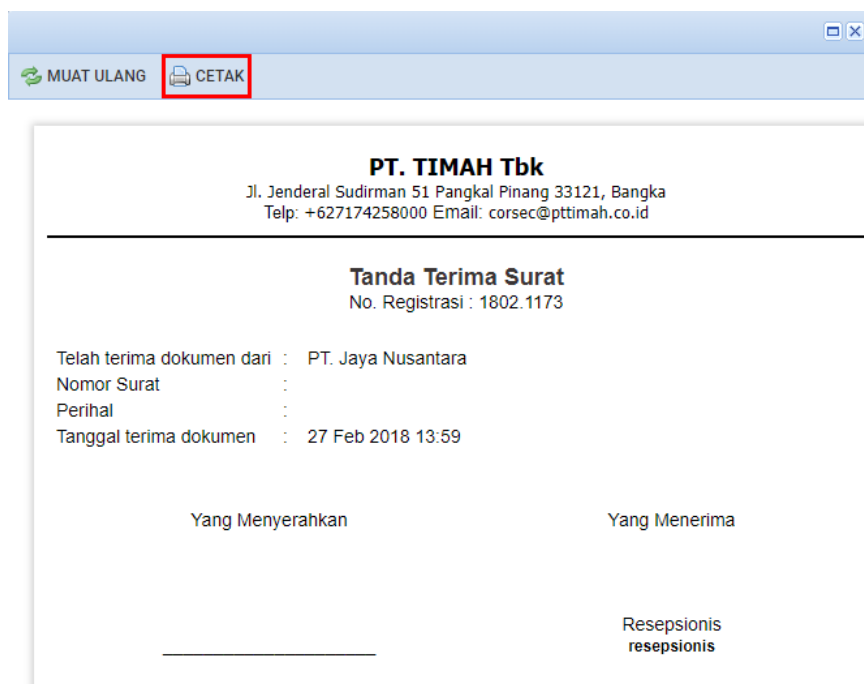 MUAT ULANG CETAK
PT. TIMAH Tbk
Jl. Jenderal Sudirman 51 Pangkal Pinang 33121, Bangka
Telp: +627174258000 Email: corsec@pttimah.co.id
Tanda Terima Surat
No. Registrasi : 1802.1173
Telah terima dokumen dari : PT. Jaya Nusantara
Nomor Surat :
Perihal :
Tanggal terima dokumen : 27 Feb 2018 13:59
Yang Menyerahkan Yang Menerima
Resepsionis
resepsionis